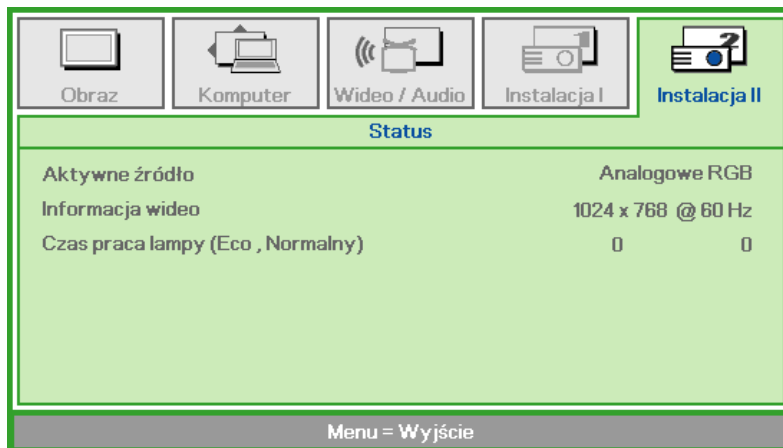 Obraz
Komputer
Wideo / Audio
Instalacja I
Instalacja II
Status
Aktywne źródło Analogowe RGB
Informacja wideo 1024 x 768 @ 60 Hz
Czas praca lampy (Eco , Normalny) 0 0
Menu = Wyjście